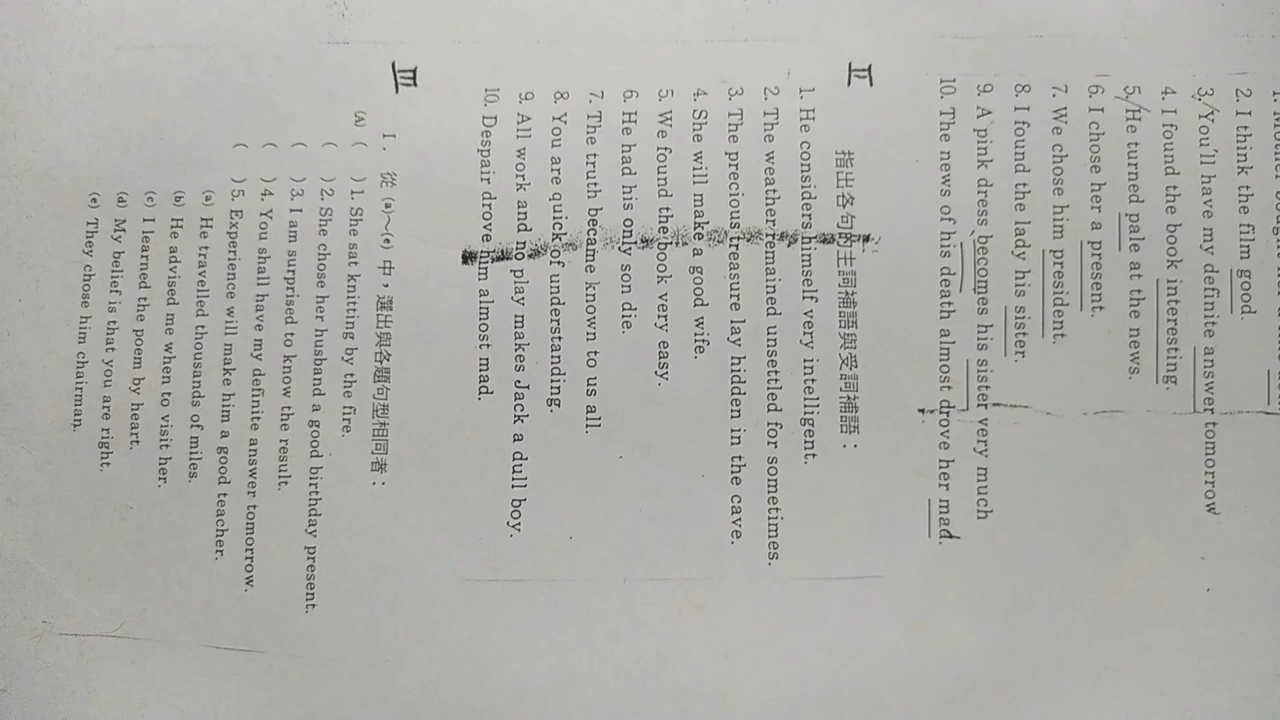 2. I think the film good.
3. You'll have my definite answer tomorrow
4. I found the book interesting.
5. He turned pale at the news.
6. I chose her a present.
7. We chose him president.
8. I found the lady his sister.
9. A pink dress becomes his sister very much
10. The news of his death almost drove her mad.
II 指出各句的主詞補語與受詞補語：
1. He considers himself very intelligent.
2. The weather remained unsettled for sometimes.
3. The precious treasure lay hidden in the cave.
4. She will make a good wife.
5. We found the book very easy.
6. He had his only son die.
7. The truth became known to us all.
8. You are quick of understanding.
9. All work and no play makes Jack a dull boy.
10. Despair drove him almost mad.
III
I. 從 (a)～(e) 中，選出與各題句型相同者：
(A) ( ) 1. She sat kniting by the fire.
( ) 2. She chose her husband a good birthday present.
( ) 3. I am surprised to know the result.
( ) 4. You shall have my definite answer tomorrow.
( ) 5. Experience will make him a good teacher.
(a) He travelled thousands of miles.
(b) He advised me when to visit her.
(c) I learned the poem by heart.
(d) My belief is that you are right.
(e) They chose him chairman.